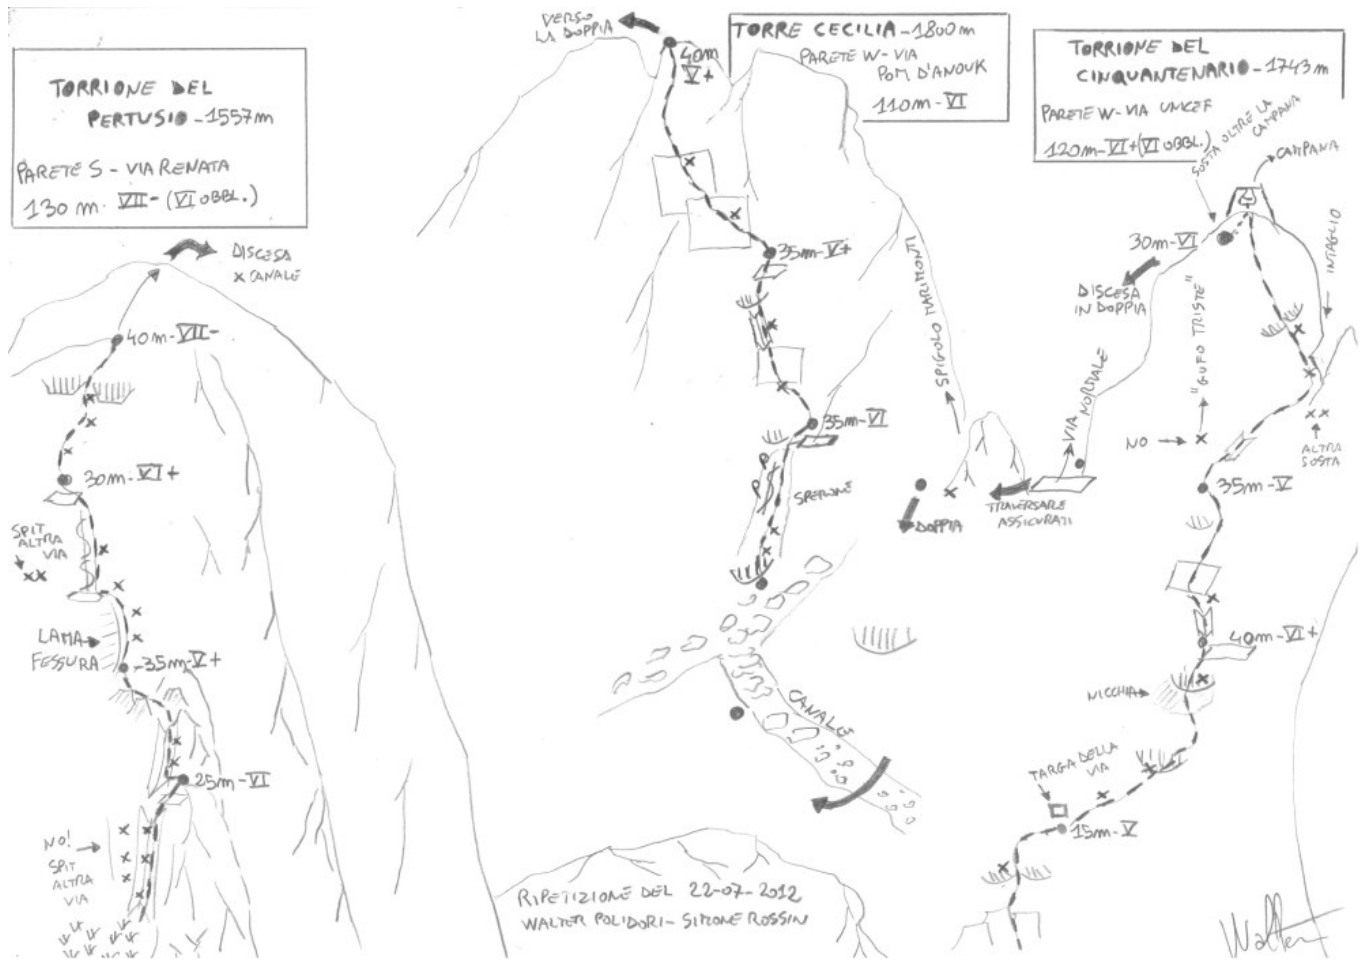 TORRIONE DEL
PERTUSIO - 1557m
PARETE S - VIA RENATA
130 m. VII- (VI OBBL.)
DISCESA
x CANALE
40m-VII-
30m-VI+
SPIT
ALTRA
VIA
LAMA
FESSURA
35m-V+
25m-VI
NO!
SPIT
ALTRA
VIA
VERSO
LA DOPPIA
TORRE CECILIA - 1800m
PARETE W - VIA
POM D'ANOUK
110m-VI
40m
V+
35m-V+
35m-VI
SPERONE
SPIGOLO MARIMONTI
DOPPIA
TRAVERSARE
ASSICURATI
CANALE
RIPETIZIONE DEL 22-07-2012
WALTER POLIDORI - SIMONE ROSSIN
TORRIONE DEL
CINQUANTENARIO - 1743m
PARETE W - VIA UNICEF
120m-VI+(VI OBBL.)
SOSTA OLTRE LA
CAMPANA
CAMPANA
30m-VI
DISCESA
IN DOPPIA
INTAGLIO
"GUFO TRISTE"
NO
VIA
NORMALE
ALTRA
SOSTA
35m-V
40m-VI+
NICCHIA
TARGA DELLA
VIA
15m-V
Walter